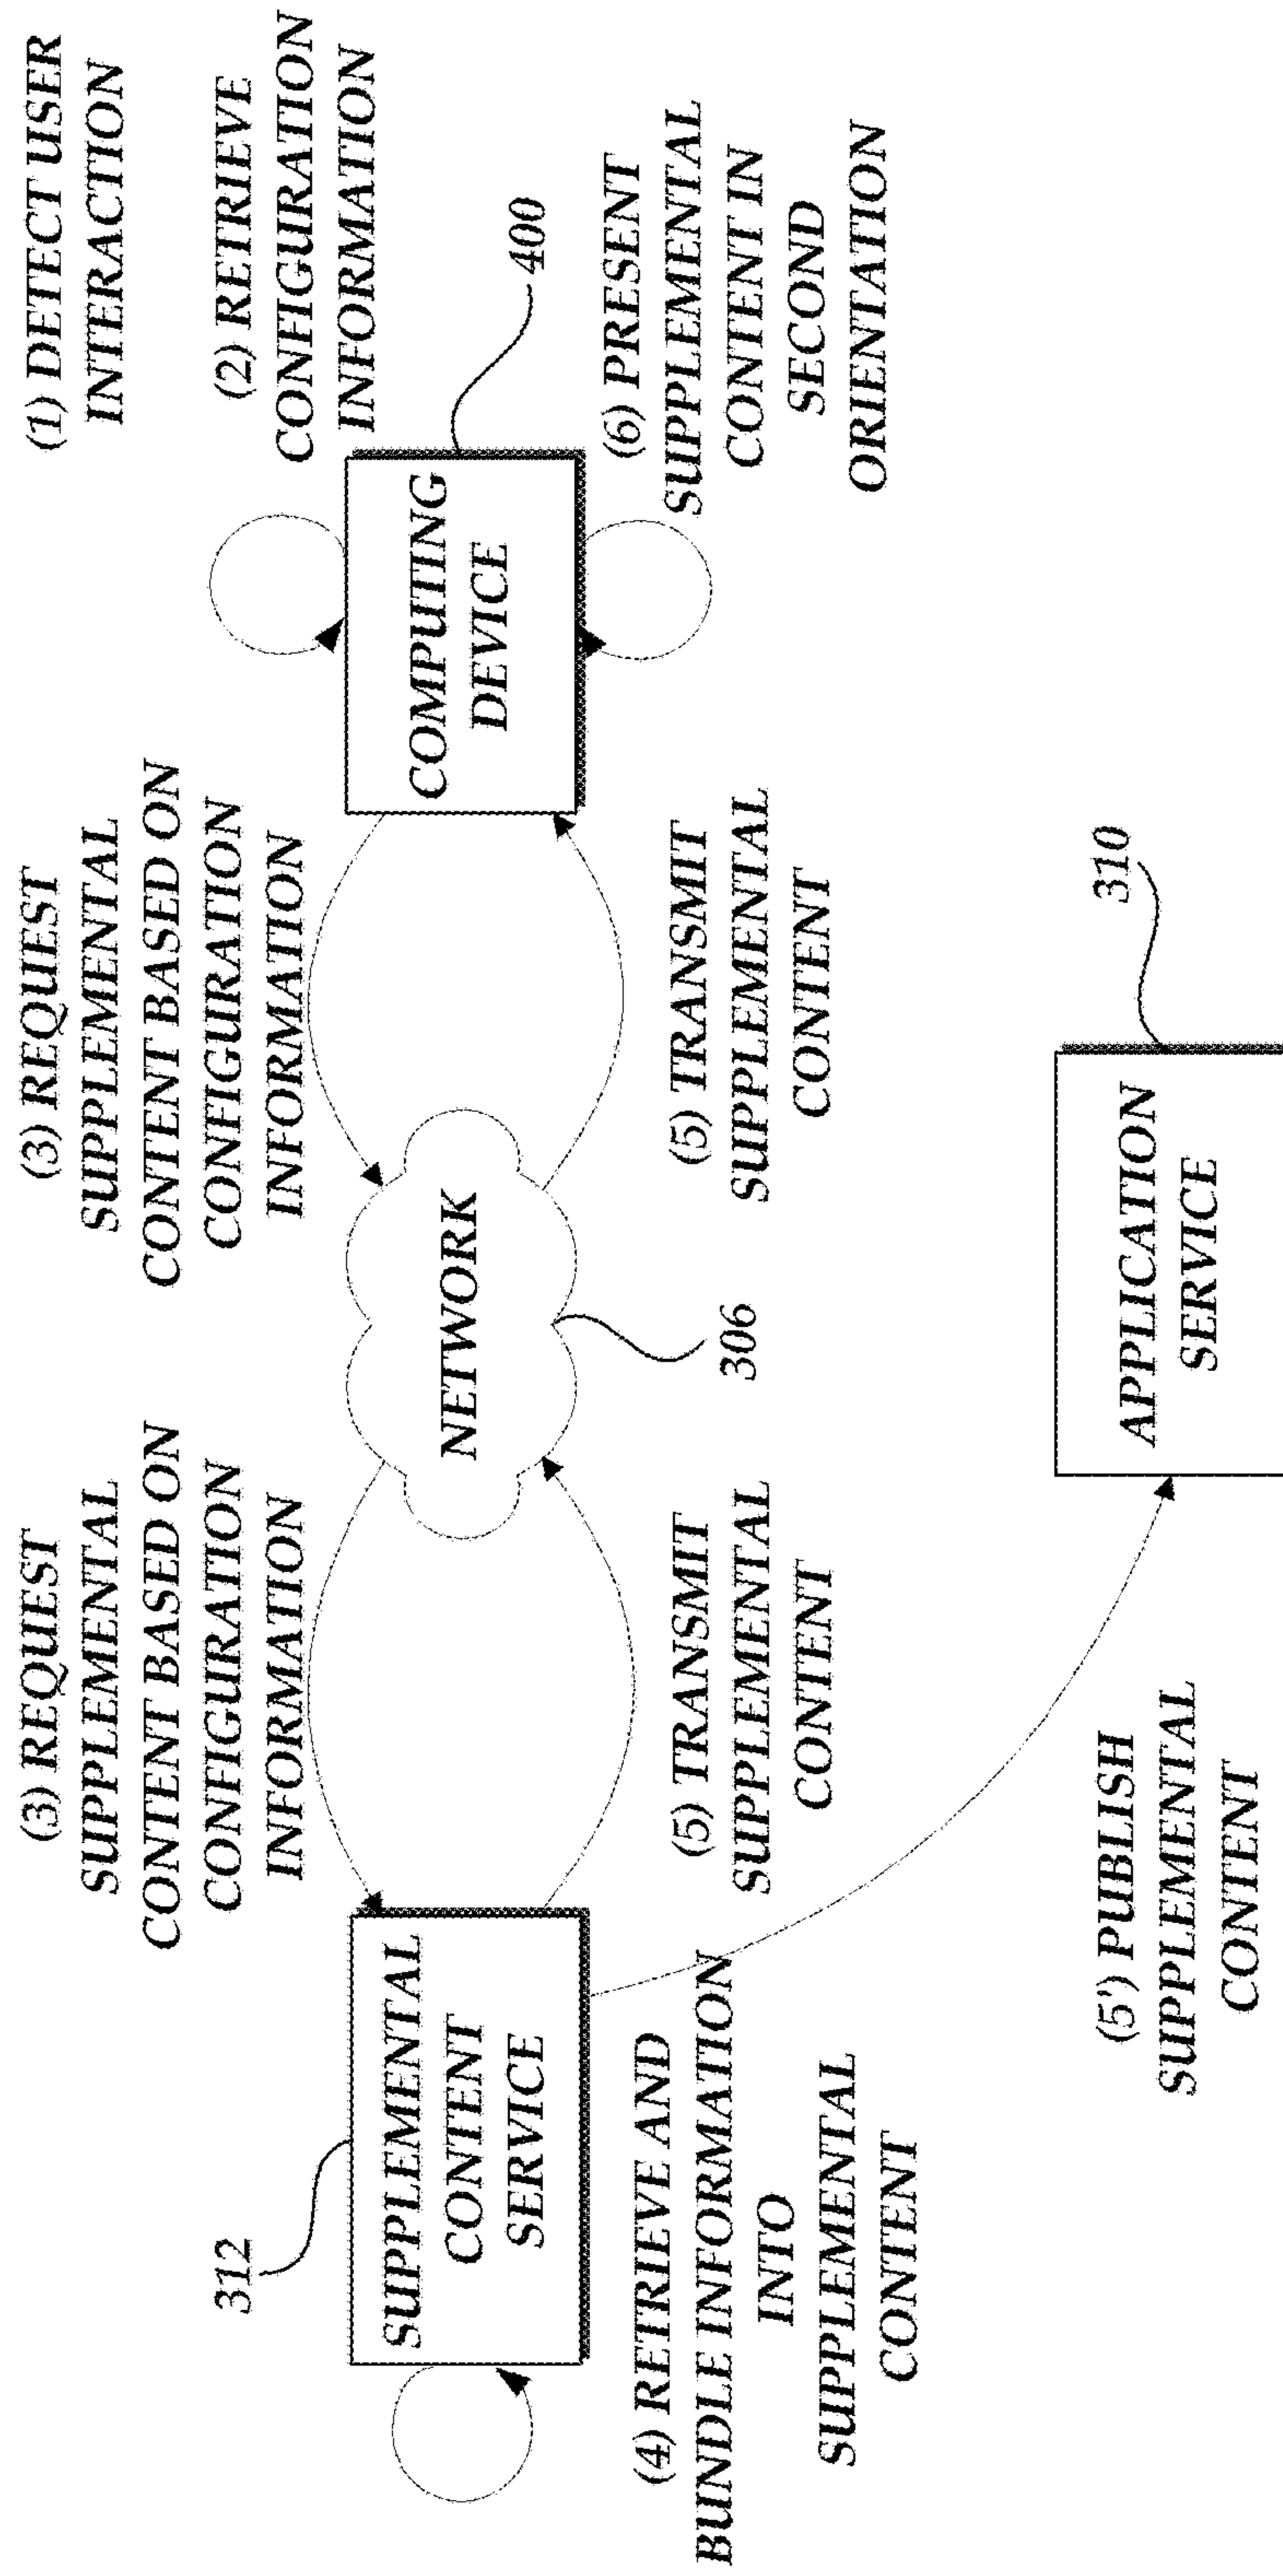 (1) DETECT USER
INTERACTION
(2) RETRIEVE
CONFIGURATION
INFORMATION
(3) REQUEST
SUPPLEMENTAL
CONTENT BASED ON
CONFIGURATION
INFORMATION
(3) REQUEST
SUPPLEMENTAL
CONTENT BASED ON
CONFIGURATION
INFORMATION
312
SUPPLEMENTAL
CONTENT
SERVICE
NETWORK
306
COMPUTING
DEVICE
400
(4) RETRIEVE AND
BUNDLE INFORMATION
INTO
SUPPLEMENTAL
CONTENT
(5) TRANSMIT
SUPPLEMENTAL
CONTENT
(5) TRANSMIT
SUPPLEMENTAL
CONTENT
(6) PRESENT
SUPPLEMENTAL
CONTENT IN
SECOND
ORIENTATION
(5') PUBLISH
SUPPLEMENTAL
CONTENT
APPLICATION
SERVICE
310